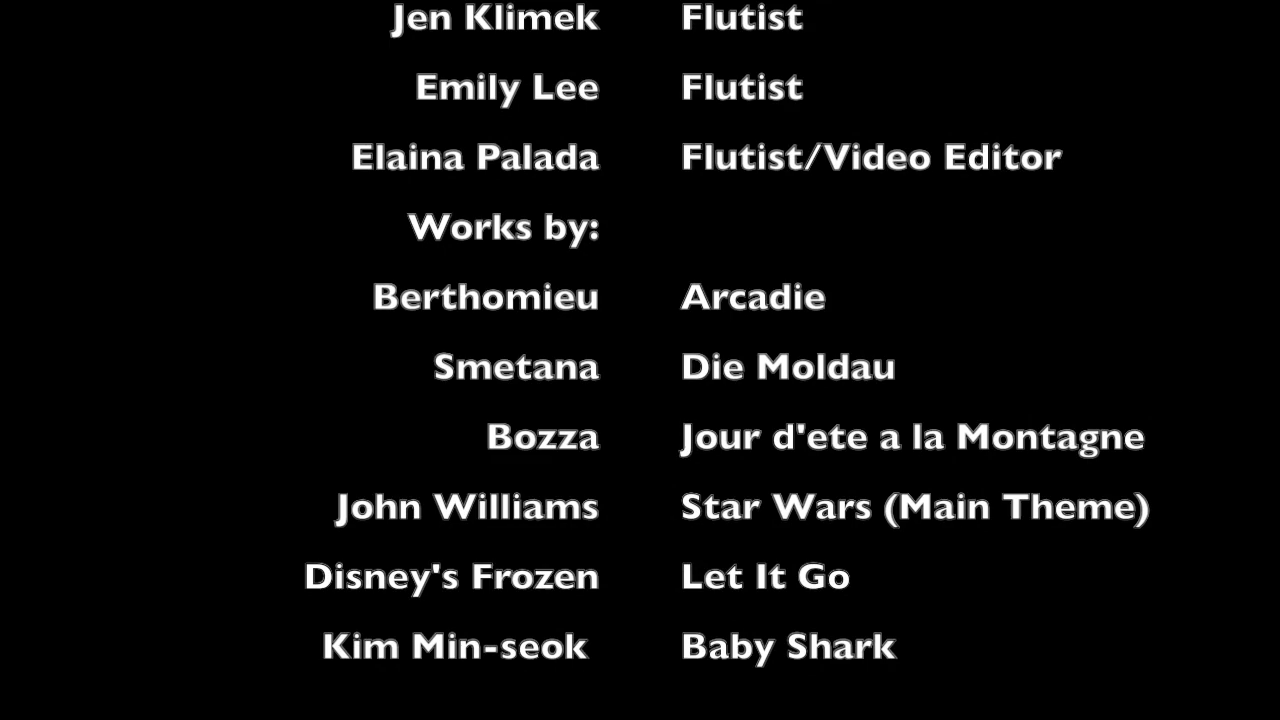 Jen Klimek Flutist
Emily Lee Flutist
Elaina Palada Flutist/Video Editor
Works by:
Berthomieu Arcadie
Smetana Die Moldau
Bozza Jour d'ete a la Montagne
John Williams Star Wars (Main Theme)
Disney's Frozen Let It Go
Kim Min-seok Baby Shark